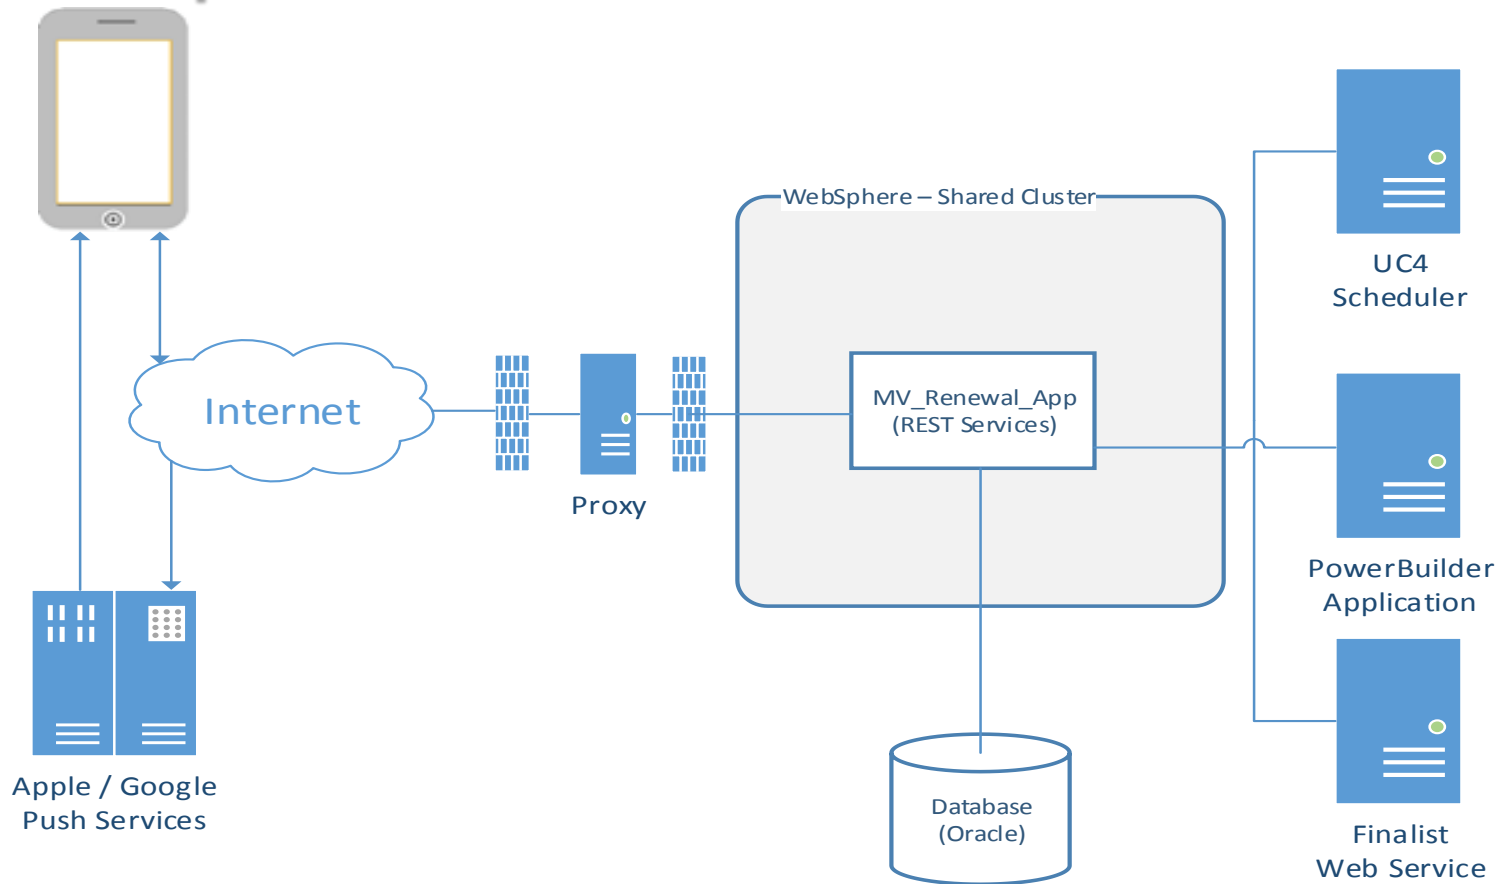 WebSphere – Shared Cluster
UC4
Scheduler
Internet
MV_Renewal_App
(REST Services)
Proxy
PowerBuilder
Application
Apple / Google
Push Services
Database
(Oracle)
Finalist
Web Service